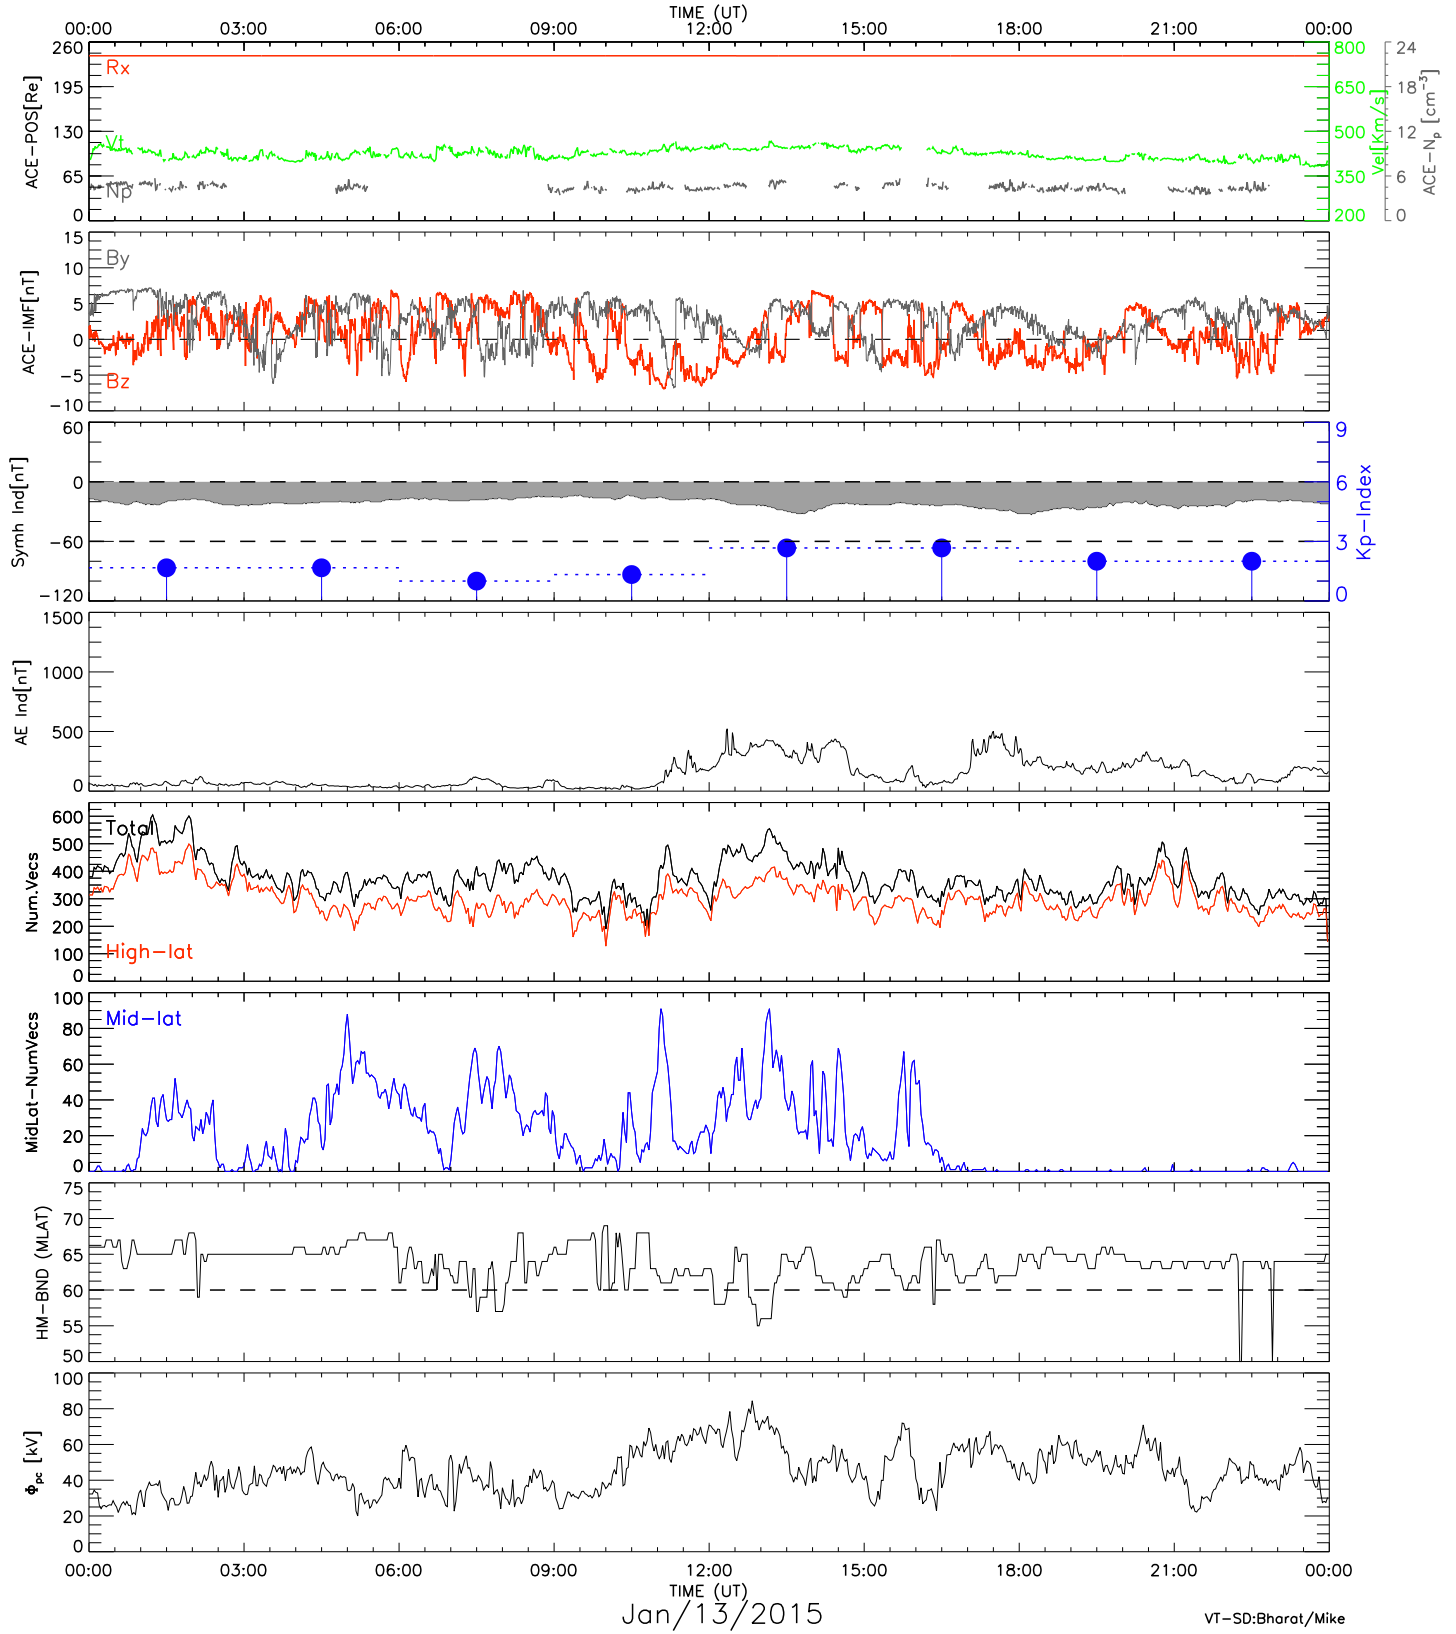 TIME (UT)
00:00 03:00 06:00 09:00 12:00 15:00 18:00 21:00 00:00
ACE-POS[Re]
260
195
130
65
0
Rx
Vt
Np
800
650
500
350
200
Vel[Km/s]
24
18
12
6
0
ACE-Np [cm⁻³]
ACE-IMF[nT]
15
10
5
0
-5
-10
By
Bz
Symh Ind[nT]
60
0
-60
-120
9
6
3
0
Kp-Index
AE Ind[nT]
1500
1000
500
0
Num.Vecs
600
500
400
300
200
100
0
Total
High-lat
MidLat-NumVecs
100
80
60
40
20
0
Mid-lat
HM-BND (MLAT)
75
70
65
60
55
50
Φpc [kV]
100
80
60
40
20
0
00:00 03:00 06:00 09:00 12:00 15:00 18:00 21:00 00:00
TIME (UT)
Jan/13/2015
VT-SD:Bharat/Mike